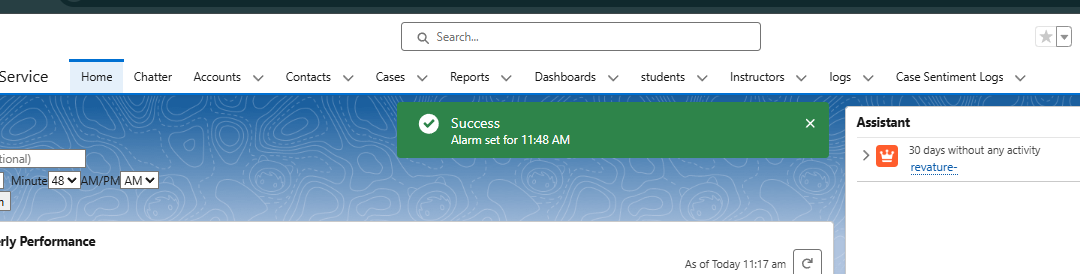 Search...
Service Home Chatter Accounts Contacts Cases Reports Dashboards students Instructors logs Case Sentiment Logs
Success
Alarm set for 11:48 AM
Assistant
30 days without any activity
revature-
tional)
Minute 48 AM/PM AM
n
erly Performance
As of Today 11:17 am